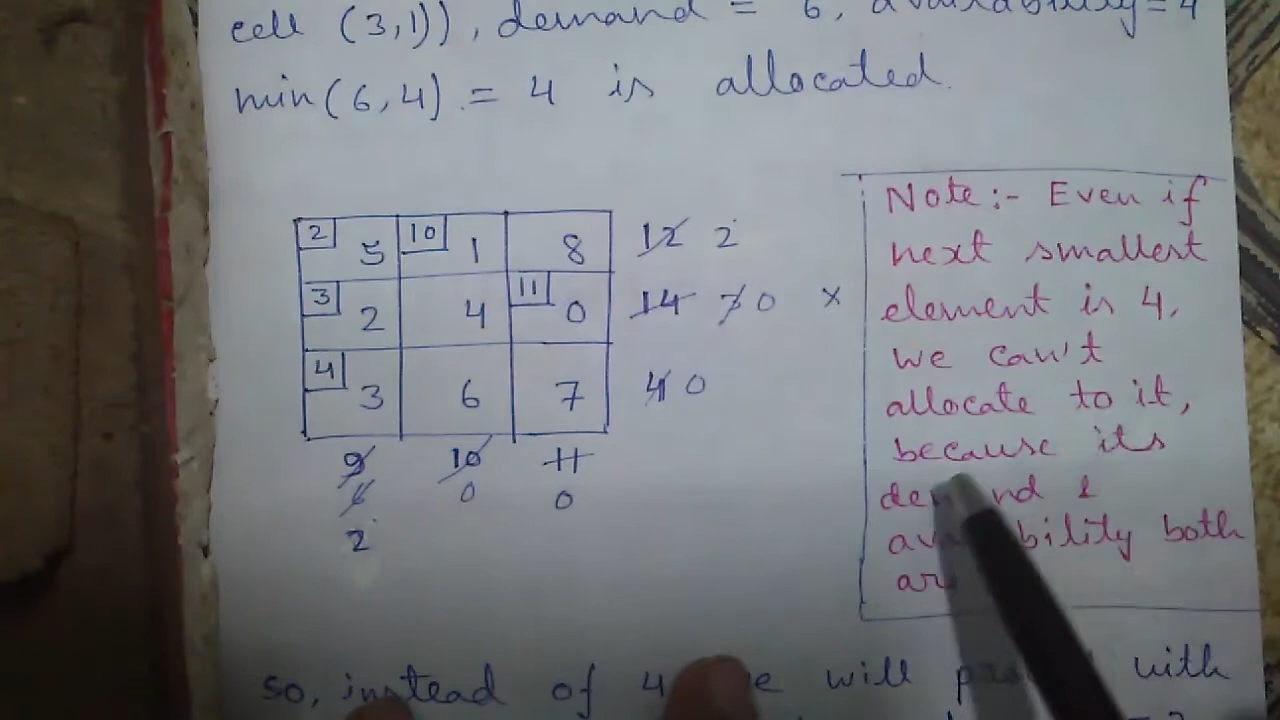 cell (3,1)), demand = 6, availability=4
min(6,4) = 4 is allocated.
2 5 10 1 8 12 2
3 2 4 11 0 14 7 0 ×
4 3 6 7 4 0
9 10 11
6 0 0
2
Note:- Even if
next smallest
element is 4,
we can't
allocate to it,
because its
&
both
so, instead of 4 will with